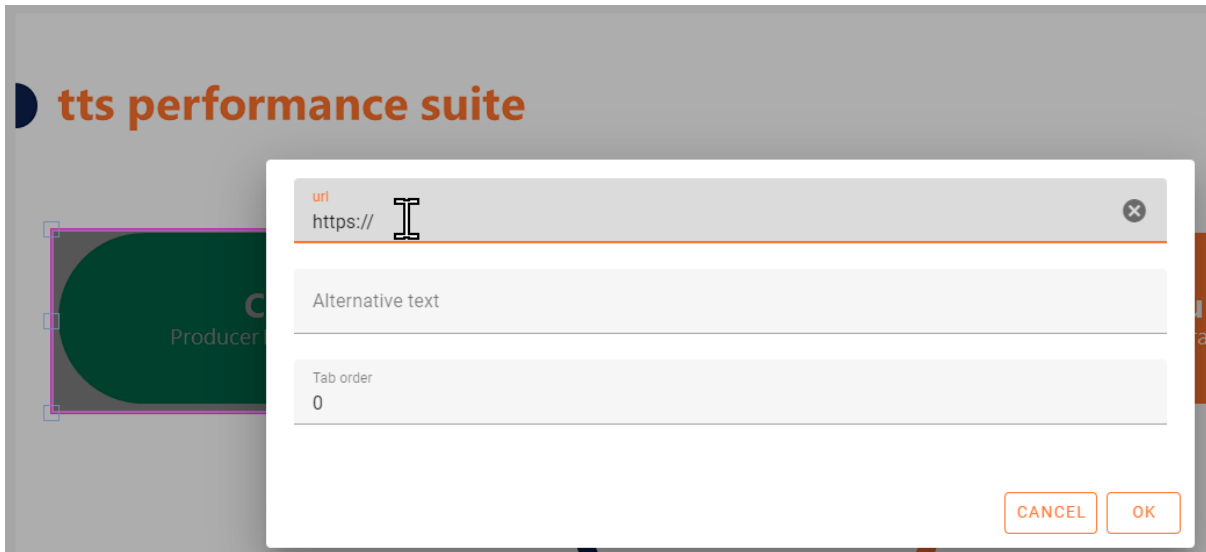 tts performance suite
url
https://
Alternative text
Producer
Tab order
0
CANCEL
OK